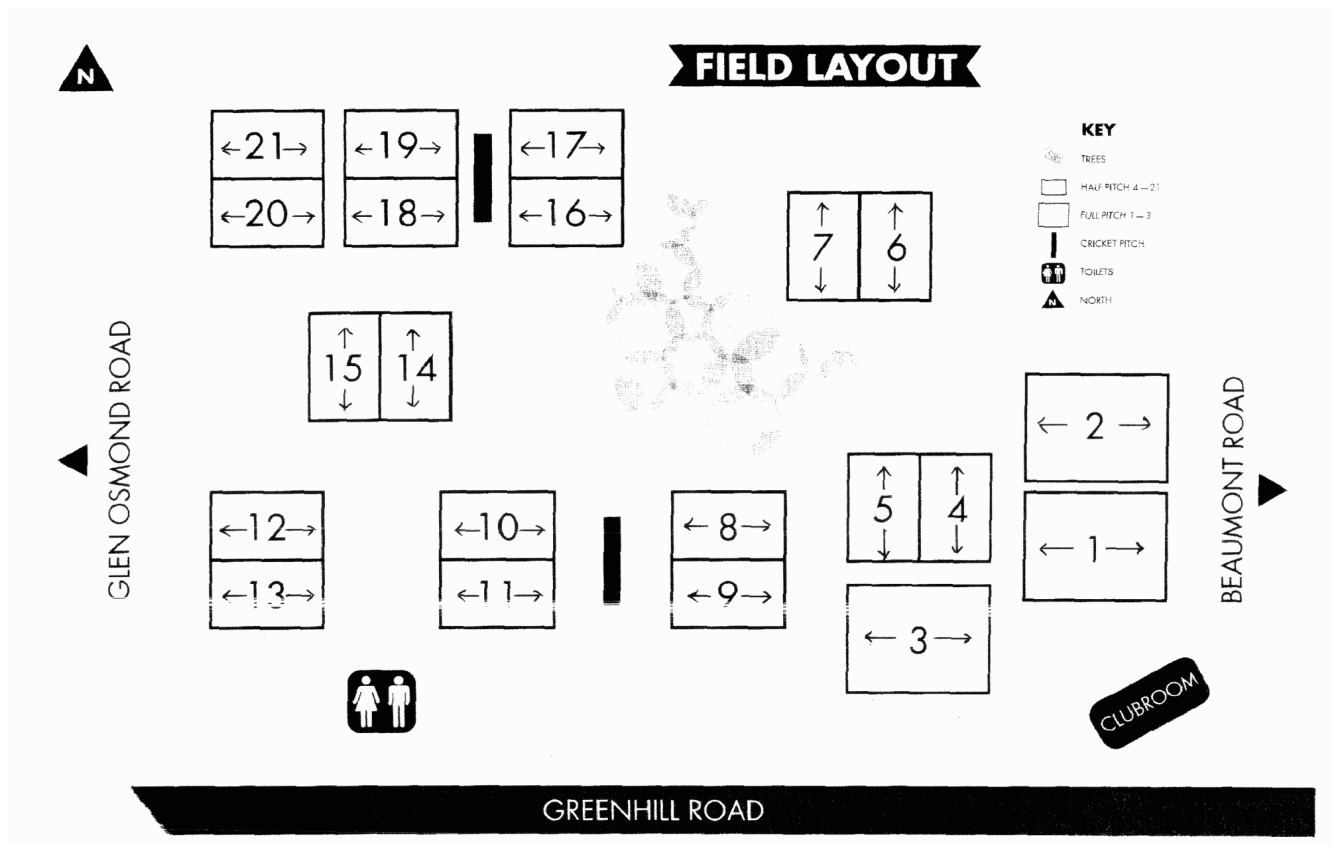 N
FIELD LAYOUT
←21→
←19→
←17→
←20→
←18→
←16→
7
6
KEY
TREES
HALF PITCH 4 – 21
FULL PITCH 1 – 3
CRICKET PITCH
TOILETS
N NORTH
15
14
← 2 →
GLEN OSMOND ROAD
BEAUMONT ROAD
5
4
← 1 →
←12→
←10→
← 8 →
←13→
←11→
←9→
← 3 →
CLUBROOM
GREENHILL ROAD